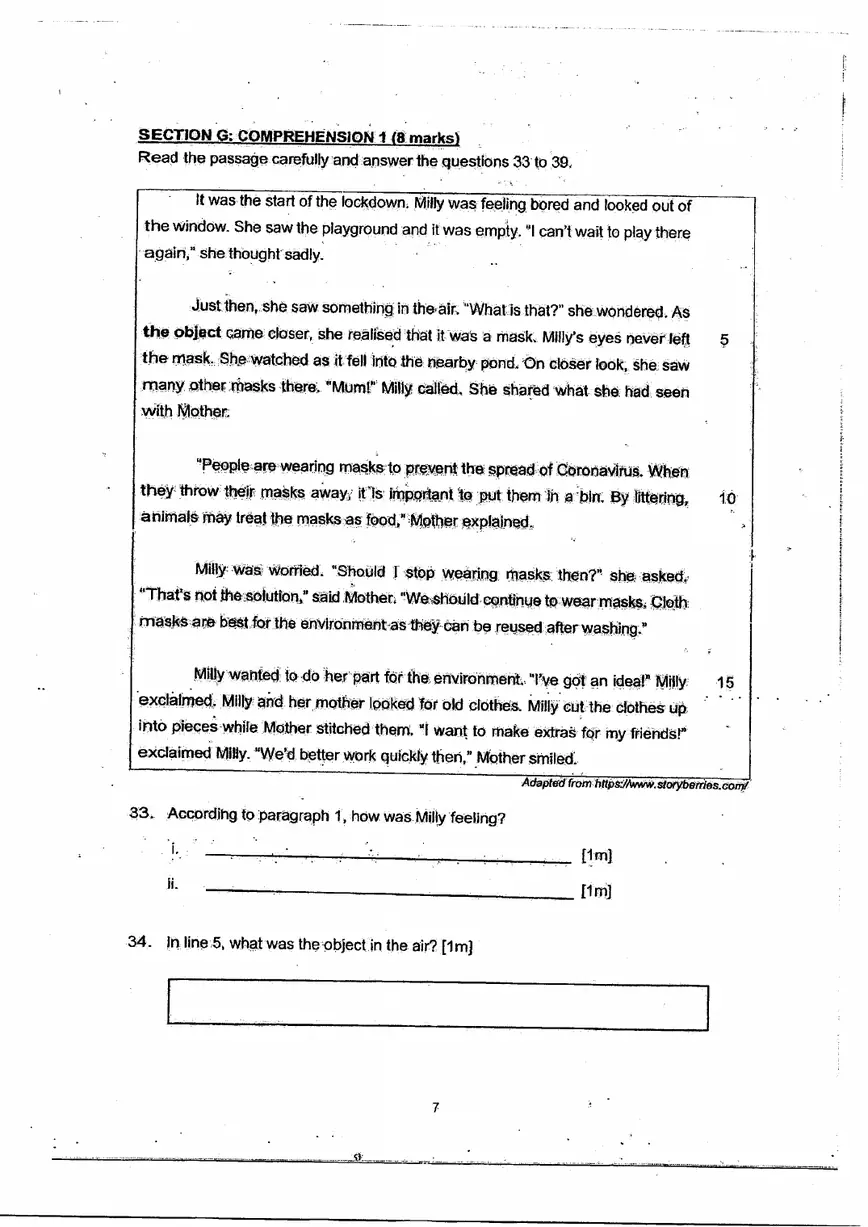 SECTION G: COMPREHENSION 1 (8 marks)
Read the passage carefully and answer the questions 33 to 39.
It was the start of the lockdown. Milly was feeling bored and looked out of
the window. She saw the playground and it was empty. "I can't wait to play there
again," she thought sadly.
Just then, she saw something in the air. "What is that?" she wondered. As
the object came closer, she realised that it was a mask. Milly's eyes never left 5
the mask. She watched as it fell into the nearby pond. On closer look, she saw
many other masks there. "Mum!" Milly called. She shared what she had seen
with Mother.
"People are wearing masks to prevent the spread of Coronavirus. When
they throw their masks away, it is important to put them in a bin. By littering, 10
animals may treat the masks as food," Mother explained.
Milly was worried. "Should I stop wearing masks then?" she asked.
"That's not the solution," said Mother. "We should continue to wear masks. Cloth
masks are best for the environment as they can be reused after washing."
Milly wanted to do her part for the environment. "I've got an idea!" Milly 15
exclaimed. Milly and her mother looked for old clothes. Milly cut the clothes up
into pieces while Mother stitched them. "I want to make extras for my friends!"
exclaimed Milly. "We'd better work quickly then," Mother smiled.
Adapted from https://www.storyberries.com/
33. According to paragraph 1, how was Milly feeling?
i. [1m]
ii. [1m]
34. In line 5, what was the object in the air? [1m]
7